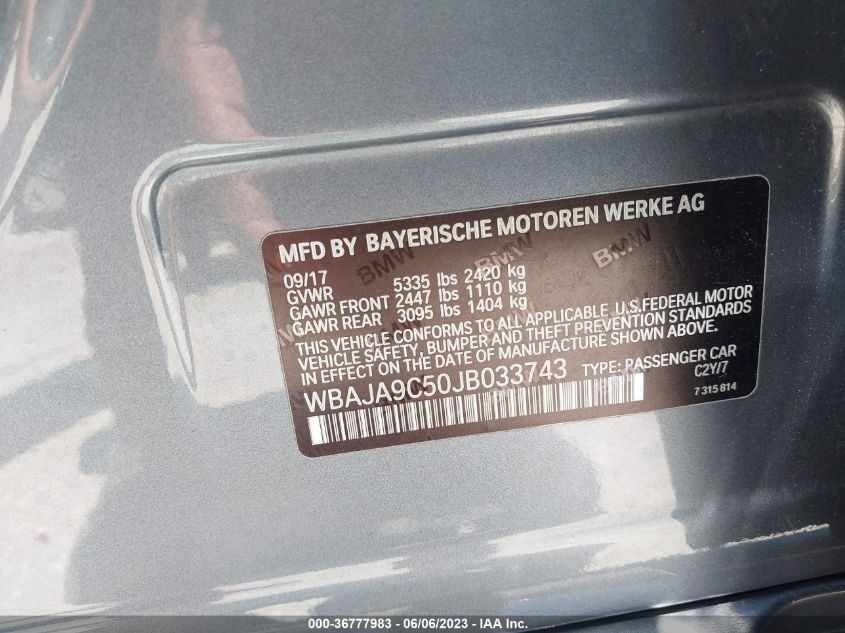 MFD BY BAYERISCHE MOTOREN WERKE AG
09/17
GVWR 5335 lbs 2420 kg
GAWR FRONT 2447 lbs 1110 kg
GAWR REAR 3095 lbs 1404 kg
THIS VEHICLE CONFORMS TO ALL APPLICABLE U.S.FEDERAL MOTOR
VEHICLE SAFETY, BUMPER AND THEFT PREVENTION STANDARDS
IN EFFECT ON THE DATE OF MANUFACTURE SHOWN ABOVE.
WBAJA9C50JB033743 TYPE: PASSENGER CAR
C2Y/7
7 315 814
BMW BMW BMW
000-36777983 - 06/06/2023 - IAA Inc.